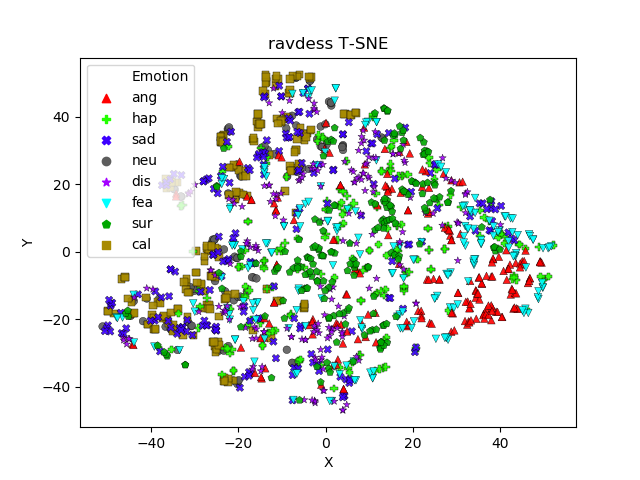 ravdess T-SNE
Emotion
ang
hap
sad
neu
dis
fea
sur
cal
40
20
0
−20
−40
Y
−40
−20
0
20
40
X